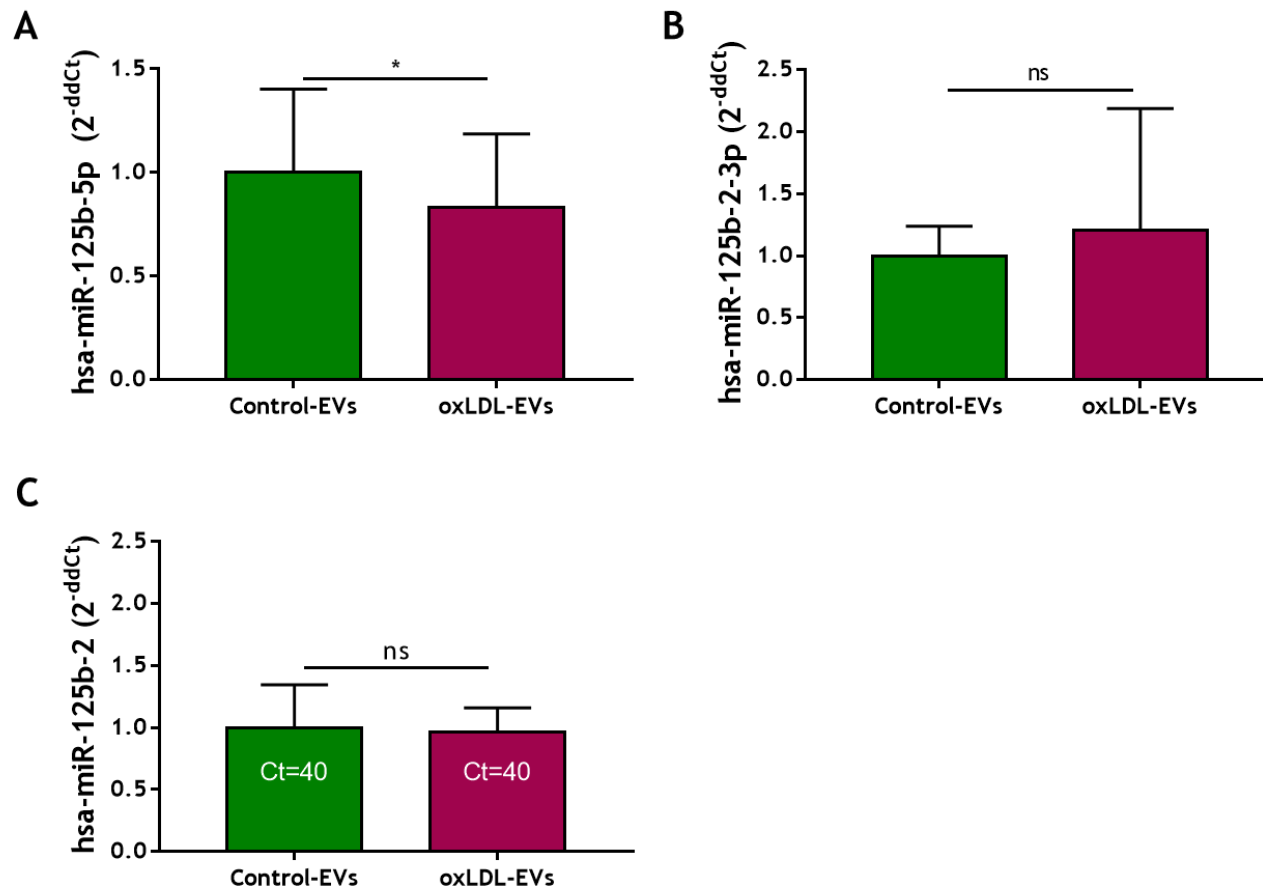 A
hsa-miR-125b-5p (2^-ddCt)
1.5
1.0
0.5
0.0
*
Control-EVs
oxLDL-EVs
B
hsa-miR-125b-2-3p (2^-ddCt)
2.5
2.0
1.5
1.0
0.5
0.0
ns
Control-EVs
oxLDL-EVs
C
hsa-miR-125b-2 (2^-ddCt)
2.5
2.0
1.5
1.0
0.5
0.0
ns
Ct=40
Ct=40
Control-EVs
oxLDL-EVs